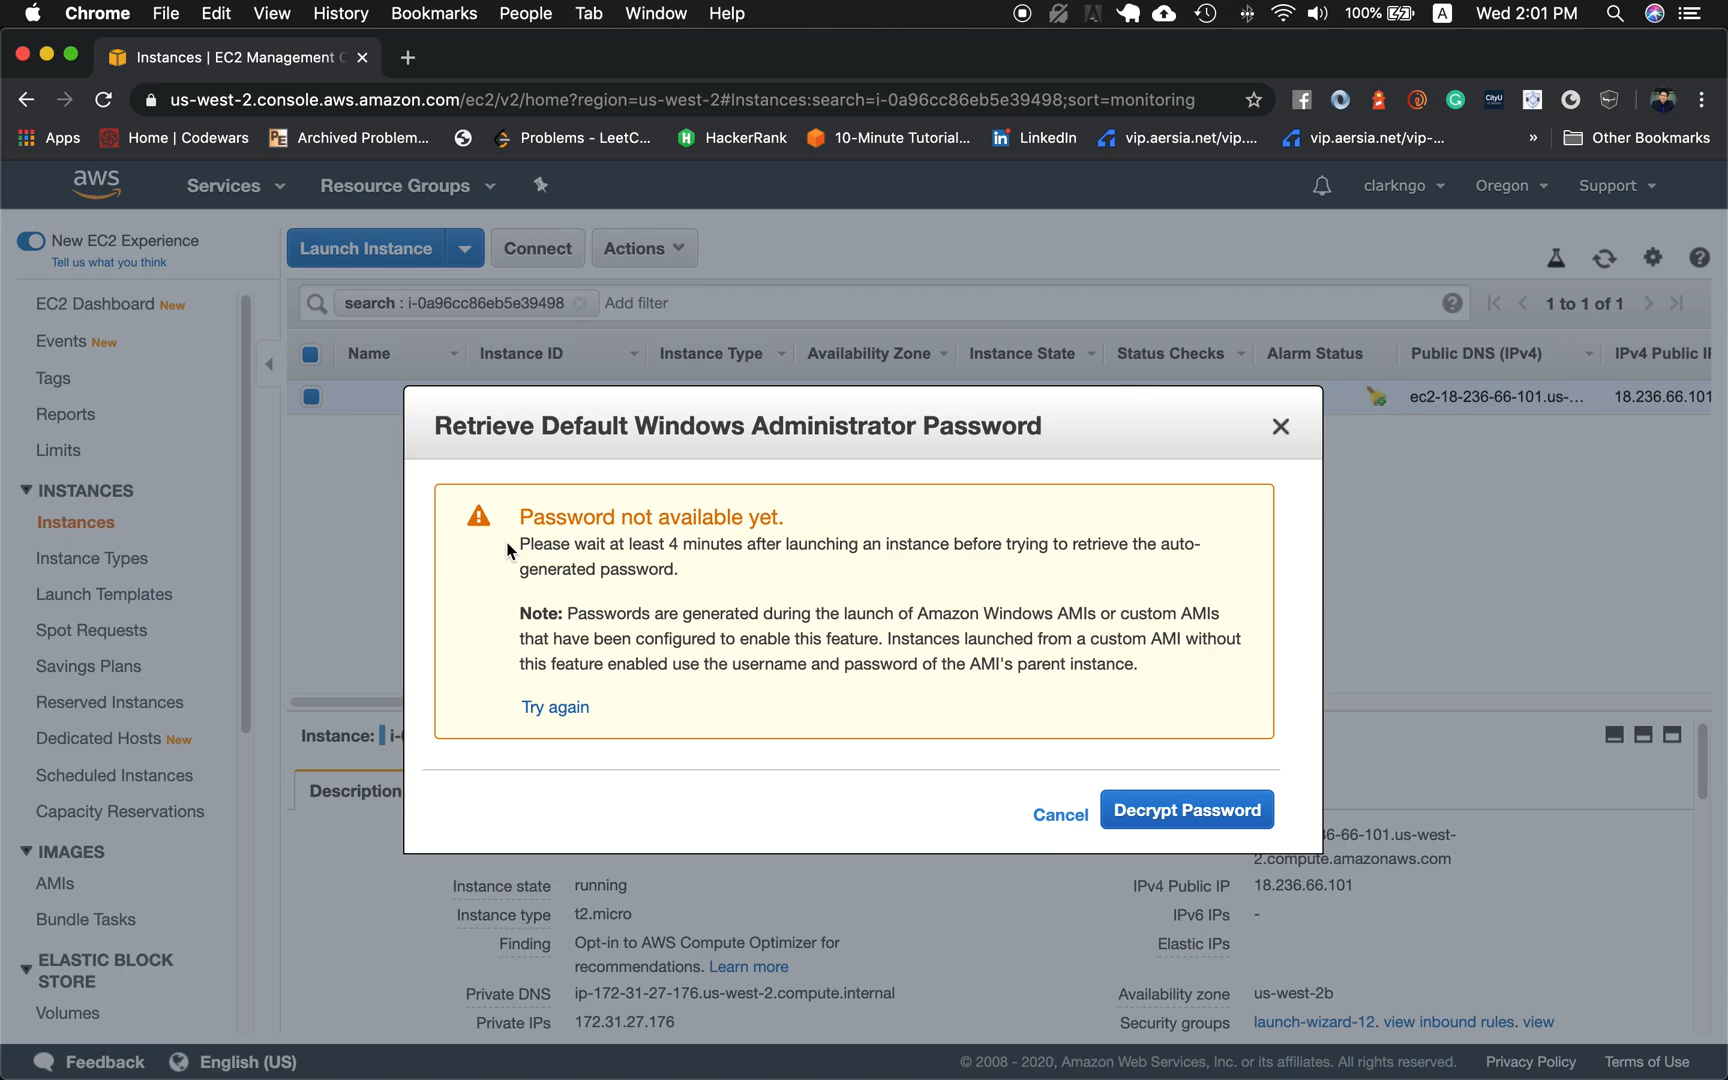 Chrome File Edit View History Bookmarks People Tab Window Help 100% A Wed 2:01 PM
Instances | EC2 Management C
us-west-2.console.aws.amazon.com/ec2/v2/home?region=us-west-2#Instances:search=i-0a96cc86eb5e39498;sort=monitoring
Apps Home | Codewars Archived Problem... Problems - LeetC... HackerRank 10-Minute Tutorial... LinkedIn vip.aersia.net/vip.... vip.aersia.net/vip-... » Other Bookmarks
aws Services Resource Groups clarkngo Oregon Support
New EC2 Experience
Tell us what you think
Launch Instance Connect Actions
EC2 Dashboard New
Events New
Tags
Reports
Limits
INSTANCES
Instances
Instance Types
Launch Templates
Spot Requests
Savings Plans
Reserved Instances
Dedicated Hosts New
Scheduled Instances
Capacity Reservations
IMAGES
AMIs
Bundle Tasks
ELASTIC BLOCK
STORE
Volumes
search : i-0a96cc86eb5e39498 Add filter 1 to 1 of 1
Name Instance ID Instance Type Availability Zone Instance State Status Checks Alarm Status Public DNS (IPv4) IPv4 Public IP
ec2-18-236-66-101.us-... 18.236.66.101
Retrieve Default Windows Administrator Password
Password not available yet.
Please wait at least 4 minutes after launching an instance before trying to retrieve the auto-
generated password.
Note: Passwords are generated during the launch of Amazon Windows AMIs or custom AMIs
that have been configured to enable this feature. Instances launched from a custom AMI without
this feature enabled use the username and password of the AMI's parent instance.
Try again
Cancel Decrypt Password
Instance: i-
Description
36-66-101.us-west-
2.compute.amazonaws.com
Instance state running IPv4 Public IP 18.236.66.101
Instance type t2.micro IPv6 IPs -
Finding Opt-in to AWS Compute Optimizer for Elastic IPs
recommendations. Learn more
Private DNS ip-172-31-27-176.us-west-2.compute.internal Availability zone us-west-2b
Private IPs 172.31.27.176 Security groups launch-wizard-12. view inbound rules. view
Feedback English (US) © 2008 - 2020, Amazon Web Services, Inc. or its affiliates. All rights reserved. Privacy Policy Terms of Use